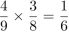 4/9 × 3/8 = 1/6